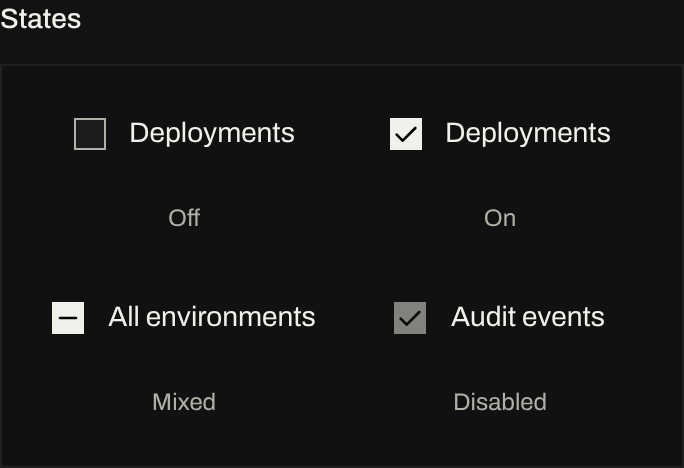 States
Deployments
Deployments
Off
On
All environments
Audit events
Mixed
Disabled